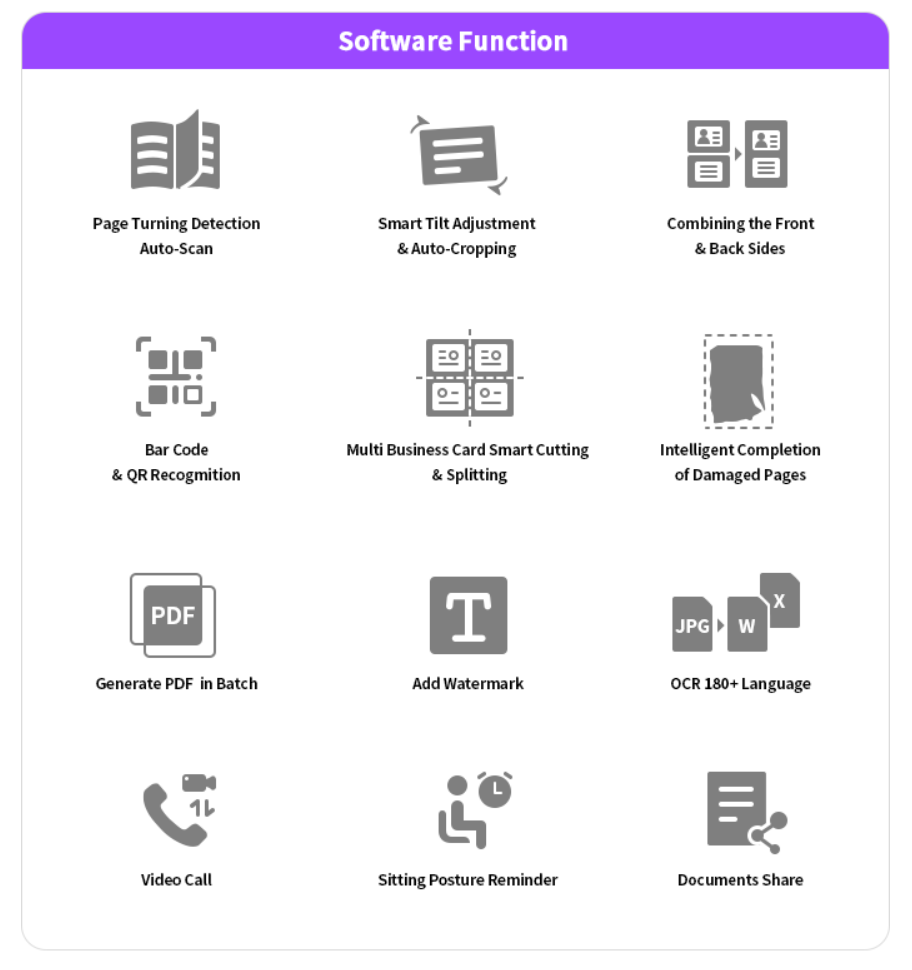 Software Function
Page Turning Detection
Auto-Scan
Smart Tilt Adjustment
& Auto-Cropping
Combining the Front
& Back Sides
Bar Code
& QR Recogmition
Multi Business Card Smart Cutting
& Splitting
Intelligent Completion
of Damaged Pages
PDF
Generate PDF in Batch
T
Add Watermark
JPG
W
X
OCR 180+ Language
Video Call
Sitting Posture Reminder
Documents Share